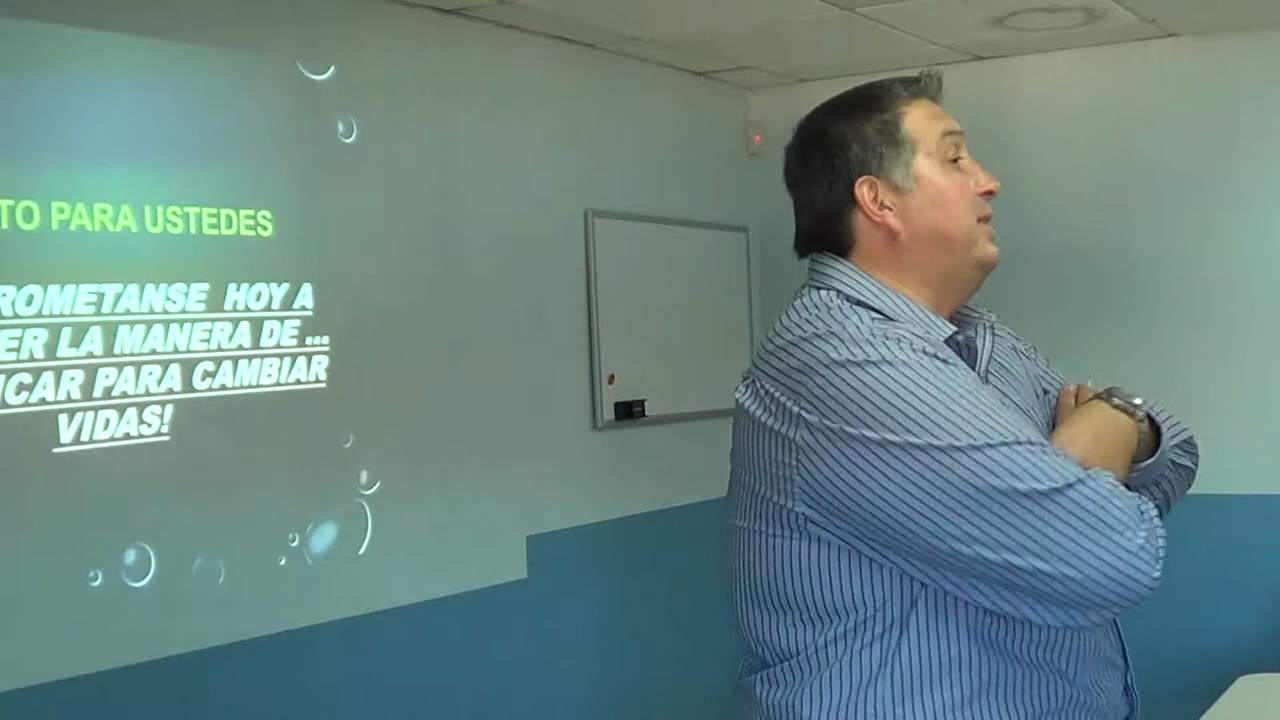 TO PARA USTEDES
ROMETANSE HOY A
ER LA MANERA DE ...
ICAR PARA CAMBIAR
VIDAS!